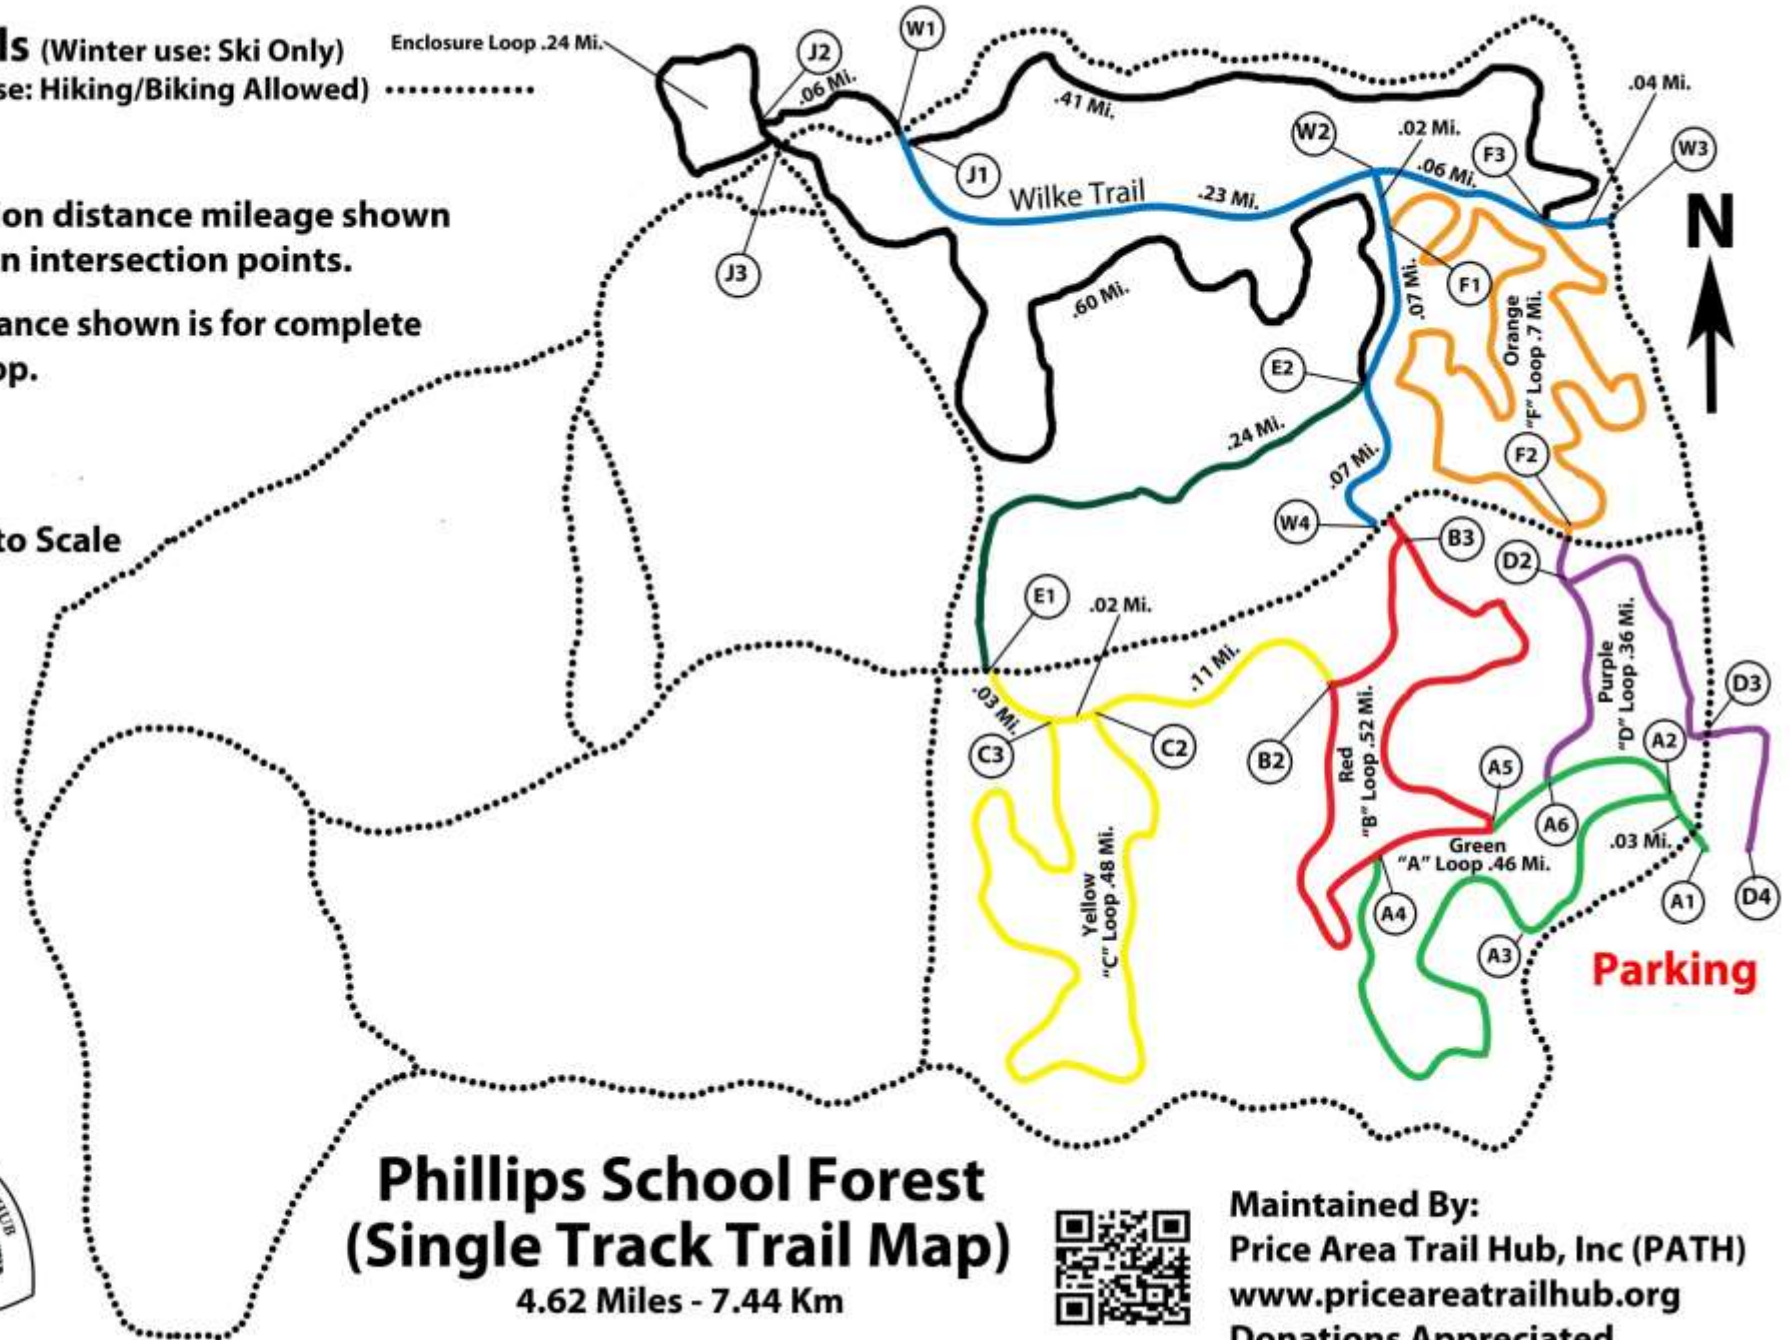 ls (Winter use: Ski Only)
se: Hiking/Biking Allowed)
ion distance mileage shown
n intersection points.
ance shown is for complete
op.
to Scale
Enclosure Loop .24 Mi.
J2
W1
.06 Mi.
.41 Mi.
J1
W2
.02 Mi.
F3
.04 Mi.
W3
.06 Mi.
Wilke Trail
.23 Mi.
N
J3
.60 Mi.
.07 Mi.
F1
Orange
"F" Loop .7 Mi.
E2
.24 Mi.
F2
.07 Mi.
W4
B3
D2
E1
.02 Mi.
.11 Mi.
.03 Mi.
C3
C2
B2
Red
"B" Loop .52 Mi.
Purple
"D" Loop .36 Mi.
D3
A2
A5
A6
.03 Mi.
Green
"A" Loop .46 Mi.
Yellow
"C" Loop .48 Mi.
A4
A1
D4
A3
Parking
Phillips School Forest
(Single Track Trail Map)
4.62 Miles - 7.44 Km
HUB
Maintained By:
Price Area Trail Hub, Inc (PATH)
www.priceareatrailhub.org
Donations Appreciated